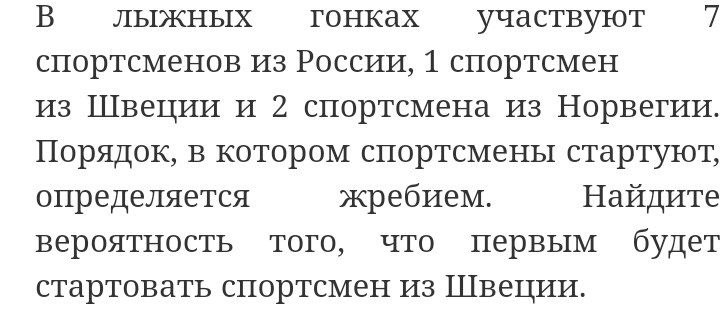 В лыжных гонках участвуют 7
спортсменов из России, 1 спортсмен
из Швеции и 2 спортсмена из Норвегии.
Порядок, в котором спортсмены стартуют,
определяется жребием. Найдите
вероятность того, что первым будет
стартовать спортсмен из Швеции.